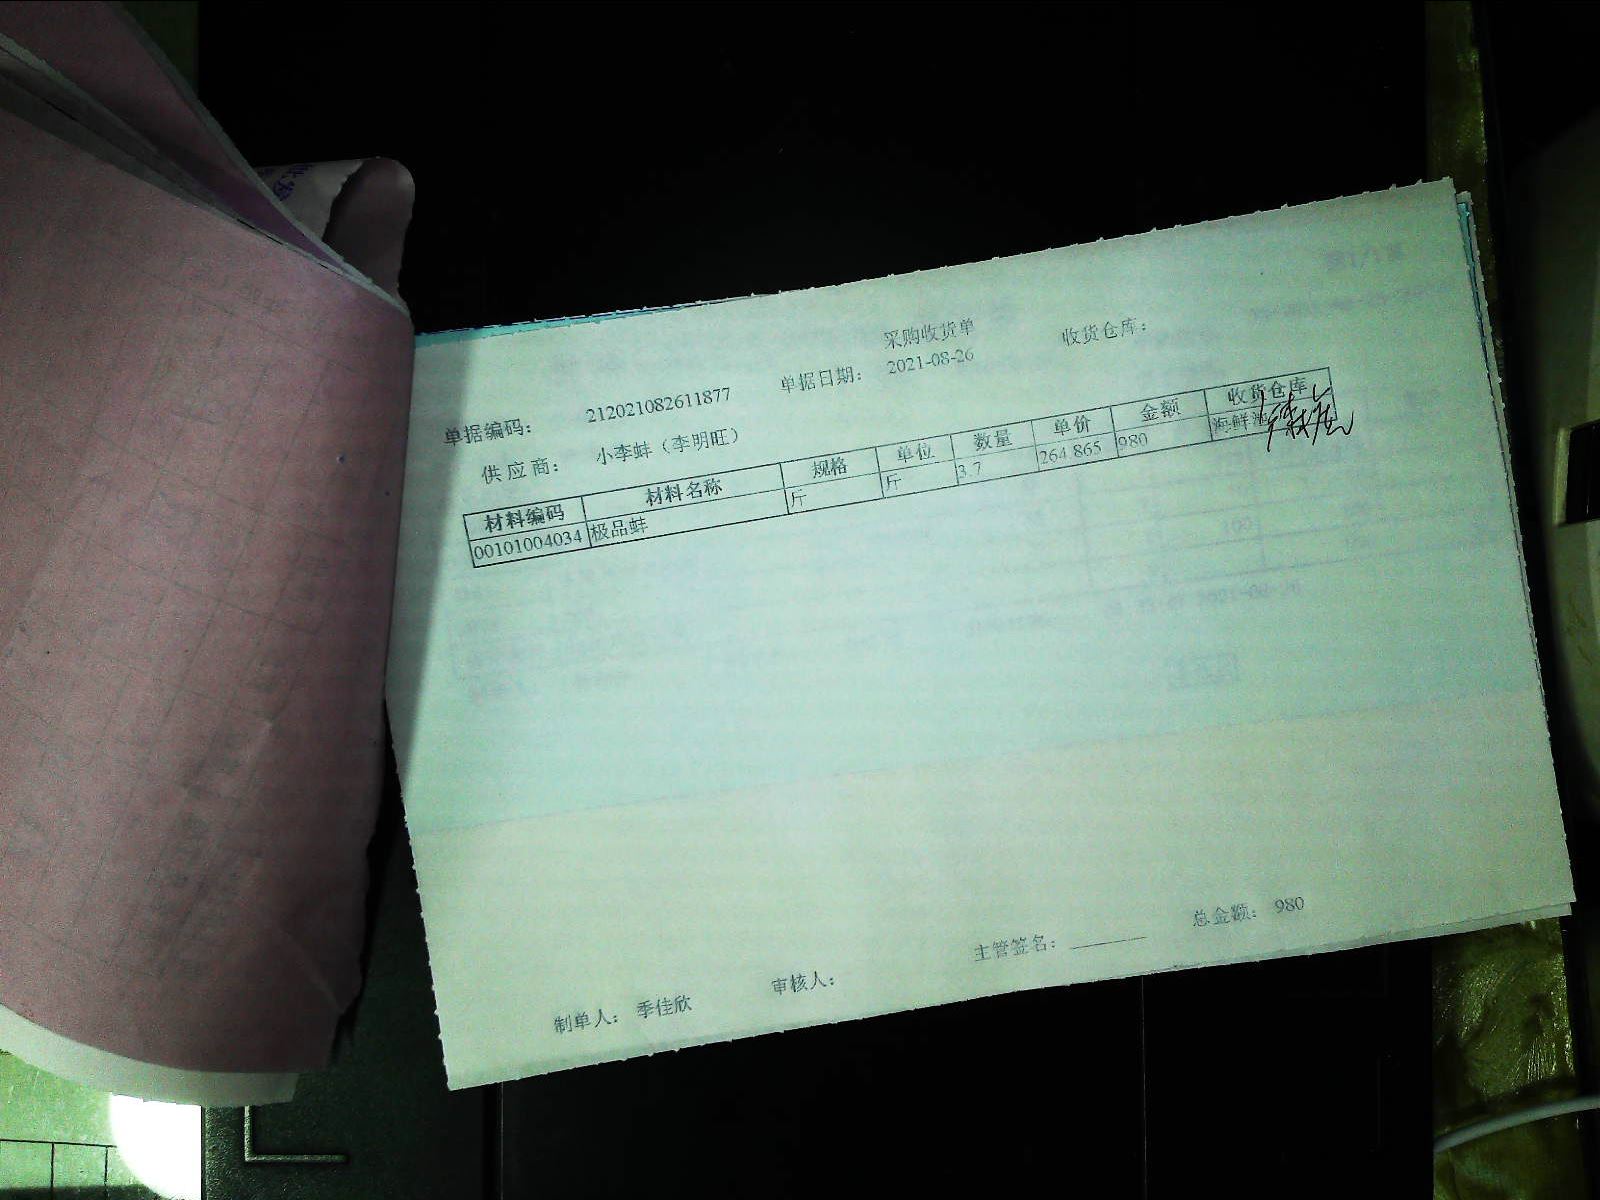 采购收货单
单据编码： 212021082611877 单据日期： 2021-08-26 收货仓库：
供应商： 小李蚌（李明旺）
材料编码 材料名称 规格 单位 数量 单价 金额 收货仓库
00101004034 极品蚌 斤 斤 3.7 264.865 980 海鲜池
制单人： 季佳欣 审核人： 主管签名： 总金额： 980